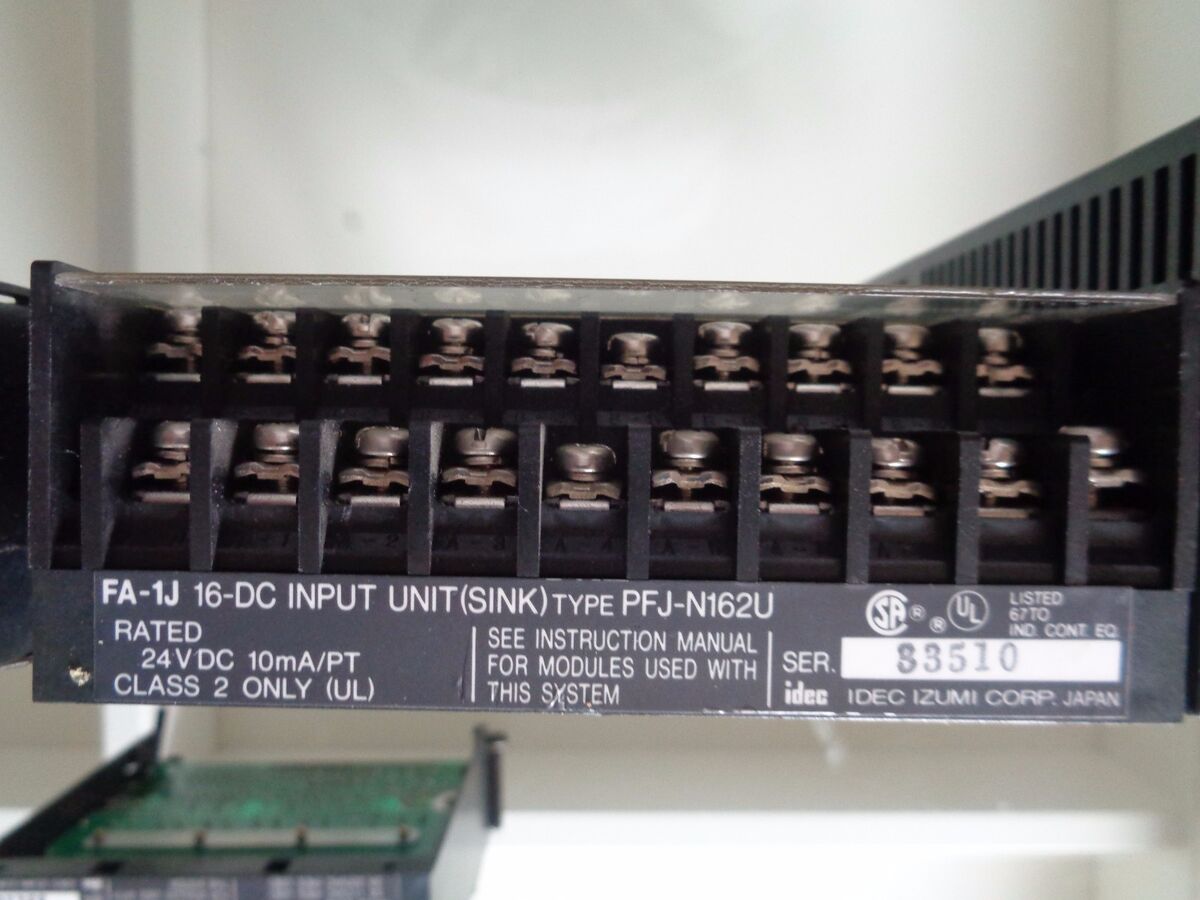 FA-1J 16-DC INPUT UNIT(SINK) TYPE PFJ-N162U
RATED
24VDC 10mA/PT
CLASS 2 ONLY (UL)
SEE INSTRUCTION MANUAL
FOR MODULES USED WITH
THIS SYSTEM
SA ® ® UL
LISTED
67TO
IND. CONT. EQ.
SER. 83510
idec IDEC IZUMI CORP. JAPAN